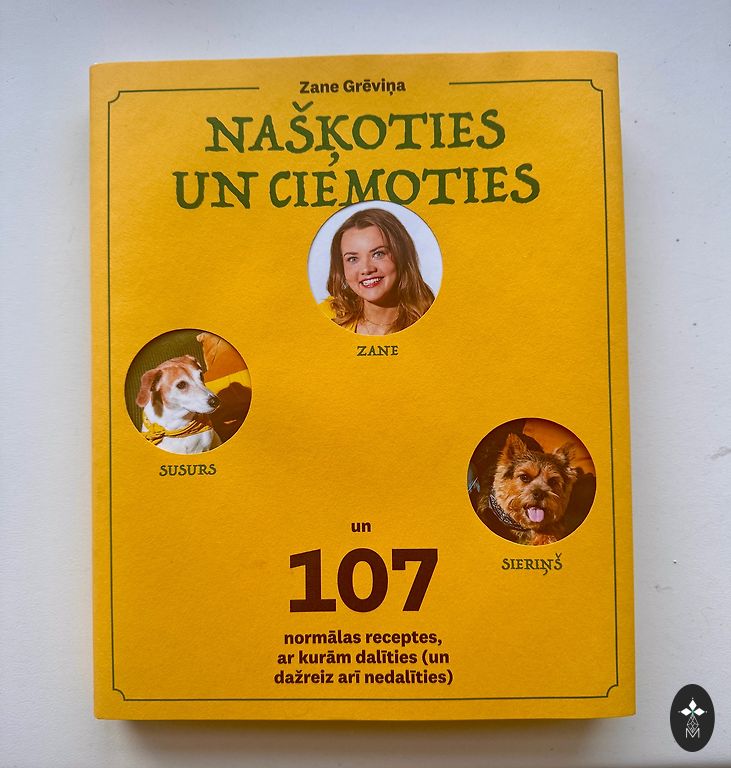 Zane Grēviņa
NAŠĶOTIES
UN CIEMOTIES
ZANE
SUSURS
SIERIŅŠ
un
107
normālas receptes,
ar kurām dalīties (un
dažreiz arī nedalīties)
M